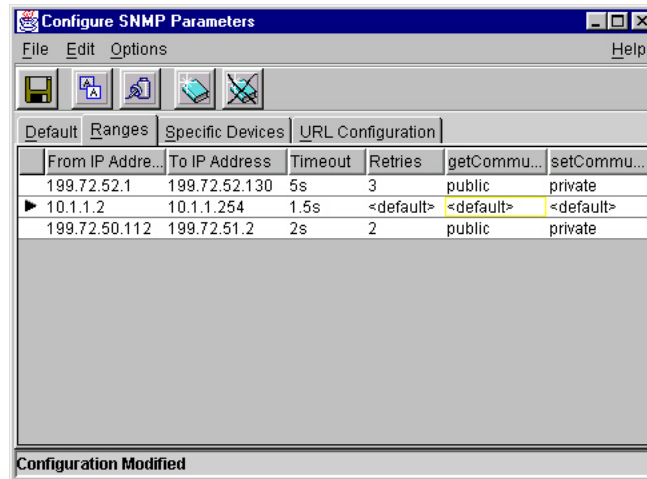 Configure SNMP Parameters
File Edit Options Help
Default Ranges Specific Devices URL Configuration
From IP Addre... To IP Address Timeout Retries getCommu... setCommu...
199.72.52.1 199.72.52.130 5s 3 public private
10.1.1.2 10.1.1.254 1.5s <default> <default> <default>
199.72.50.112 199.72.51.2 2s 2 public private
Configuration Modified